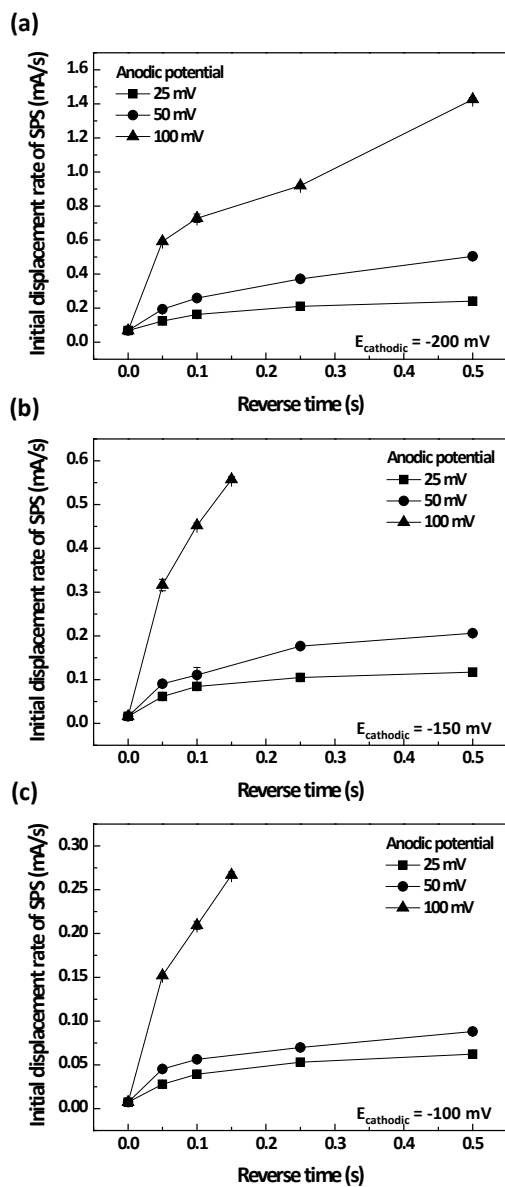 (a)
Initial displacement rate of SPS (mA/s)
1.6
1.4
1.2
1.0
0.8
0.6
0.4
0.2
0.0
Anodic potential
25 mV
50 mV
100 mV
E_cathodic = -200 mV
0.0 0.1 0.2 0.3 0.4 0.5
Reverse time (s)
(b)
Initial displacement rate of SPS (mA/s)
0.6
0.5
0.4
0.3
0.2
0.1
0.0
Anodic potential
25 mV
50 mV
100 mV
E_cathodic = -150 mV
0.0 0.1 0.2 0.3 0.4 0.5
Reverse time (s)
(c)
Initial displacement rate of SPS (mA/s)
0.30
0.25
0.20
0.15
0.10
0.05
0.00
Anodic potential
25 mV
50 mV
100 mV
E_cathodic = -100 mV
0.0 0.1 0.2 0.3 0.4 0.5
Reverse time (s)